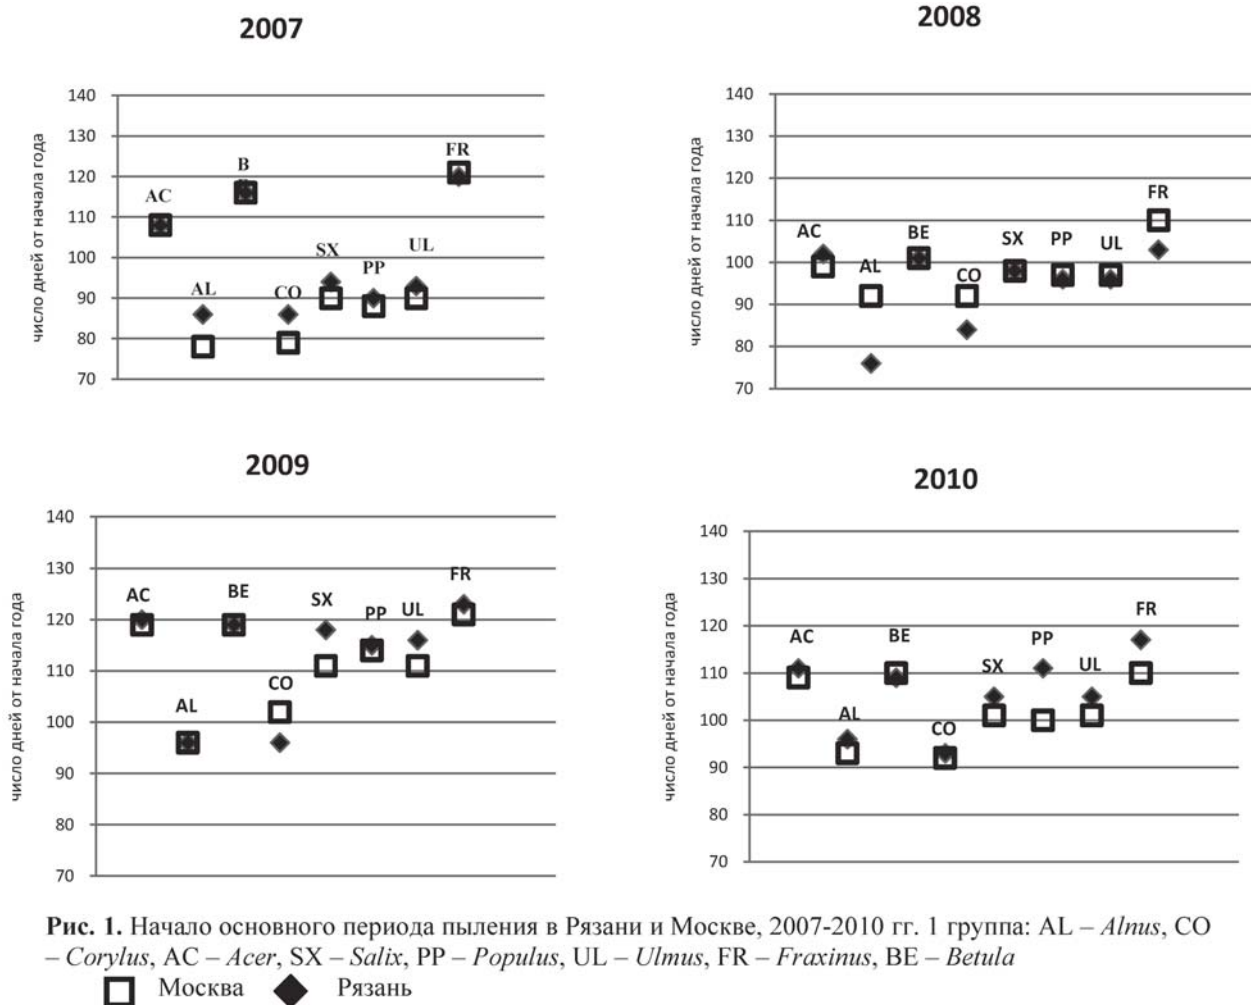 2007
число дней от начала года
140
130
120
110
100
90
80
70
AC
AL
B
CO
SX
PP
UL
FR
2008
число дней от начала года
140
130
120
110
100
90
80
70
AC
AL
BE
CO
SX
PP
UL
FR
2009
число дней от начала года
140
130
120
110
100
90
80
70
AC
AL
BE
CO
SX
PP
UL
FR
2010
число дней от начала года
140
130
120
110
100
90
80
70
AC
AL
BE
CO
SX
PP
UL
FR
Рис. 1. Начало основного периода пыления в Рязани и Москве, 2007-2010 гг. 1 группа: AL – Alnus, CO
– Corylus, AC – Acer, SX – Salix, PP – Populus, UL – Ulmus, FR – Fraxinus, BE – Betula
Москва Рязань